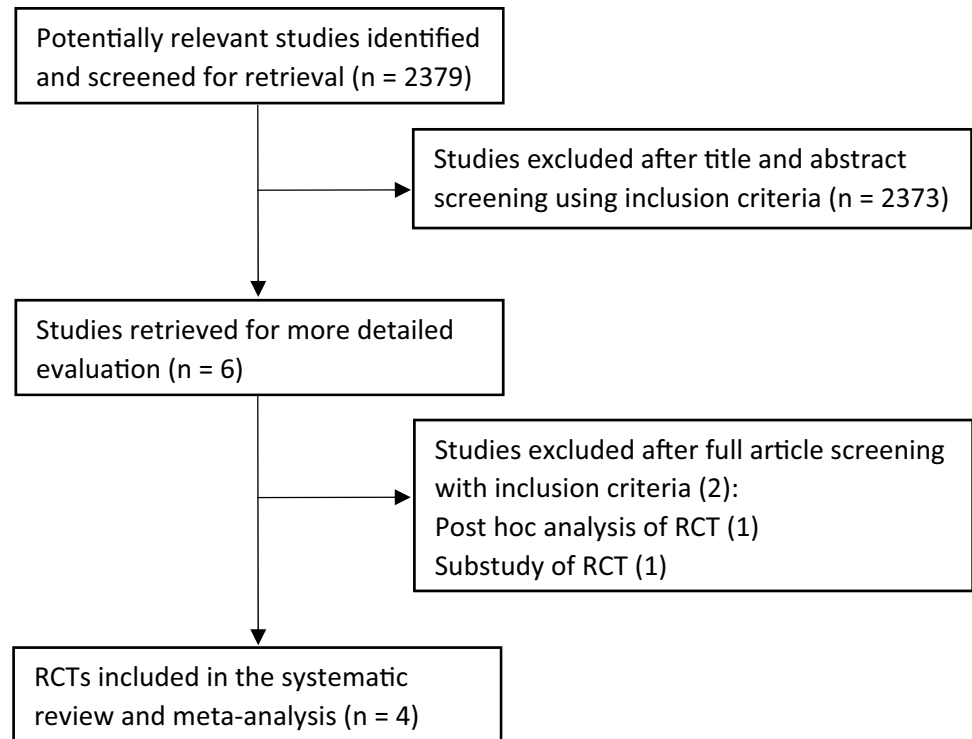 Potentially relevant studies identified
and screened for retrieval (n = 2379)
Studies excluded after title and abstract
screening using inclusion criteria (n = 2373)
Studies retrieved for more detailed
evaluation (n = 6)
Studies excluded after full article screening
with inclusion criteria (2):
Post hoc analysis of RCT (1)
Substudy of RCT (1)
RCTs included in the systematic
review and meta-analysis (n = 4)